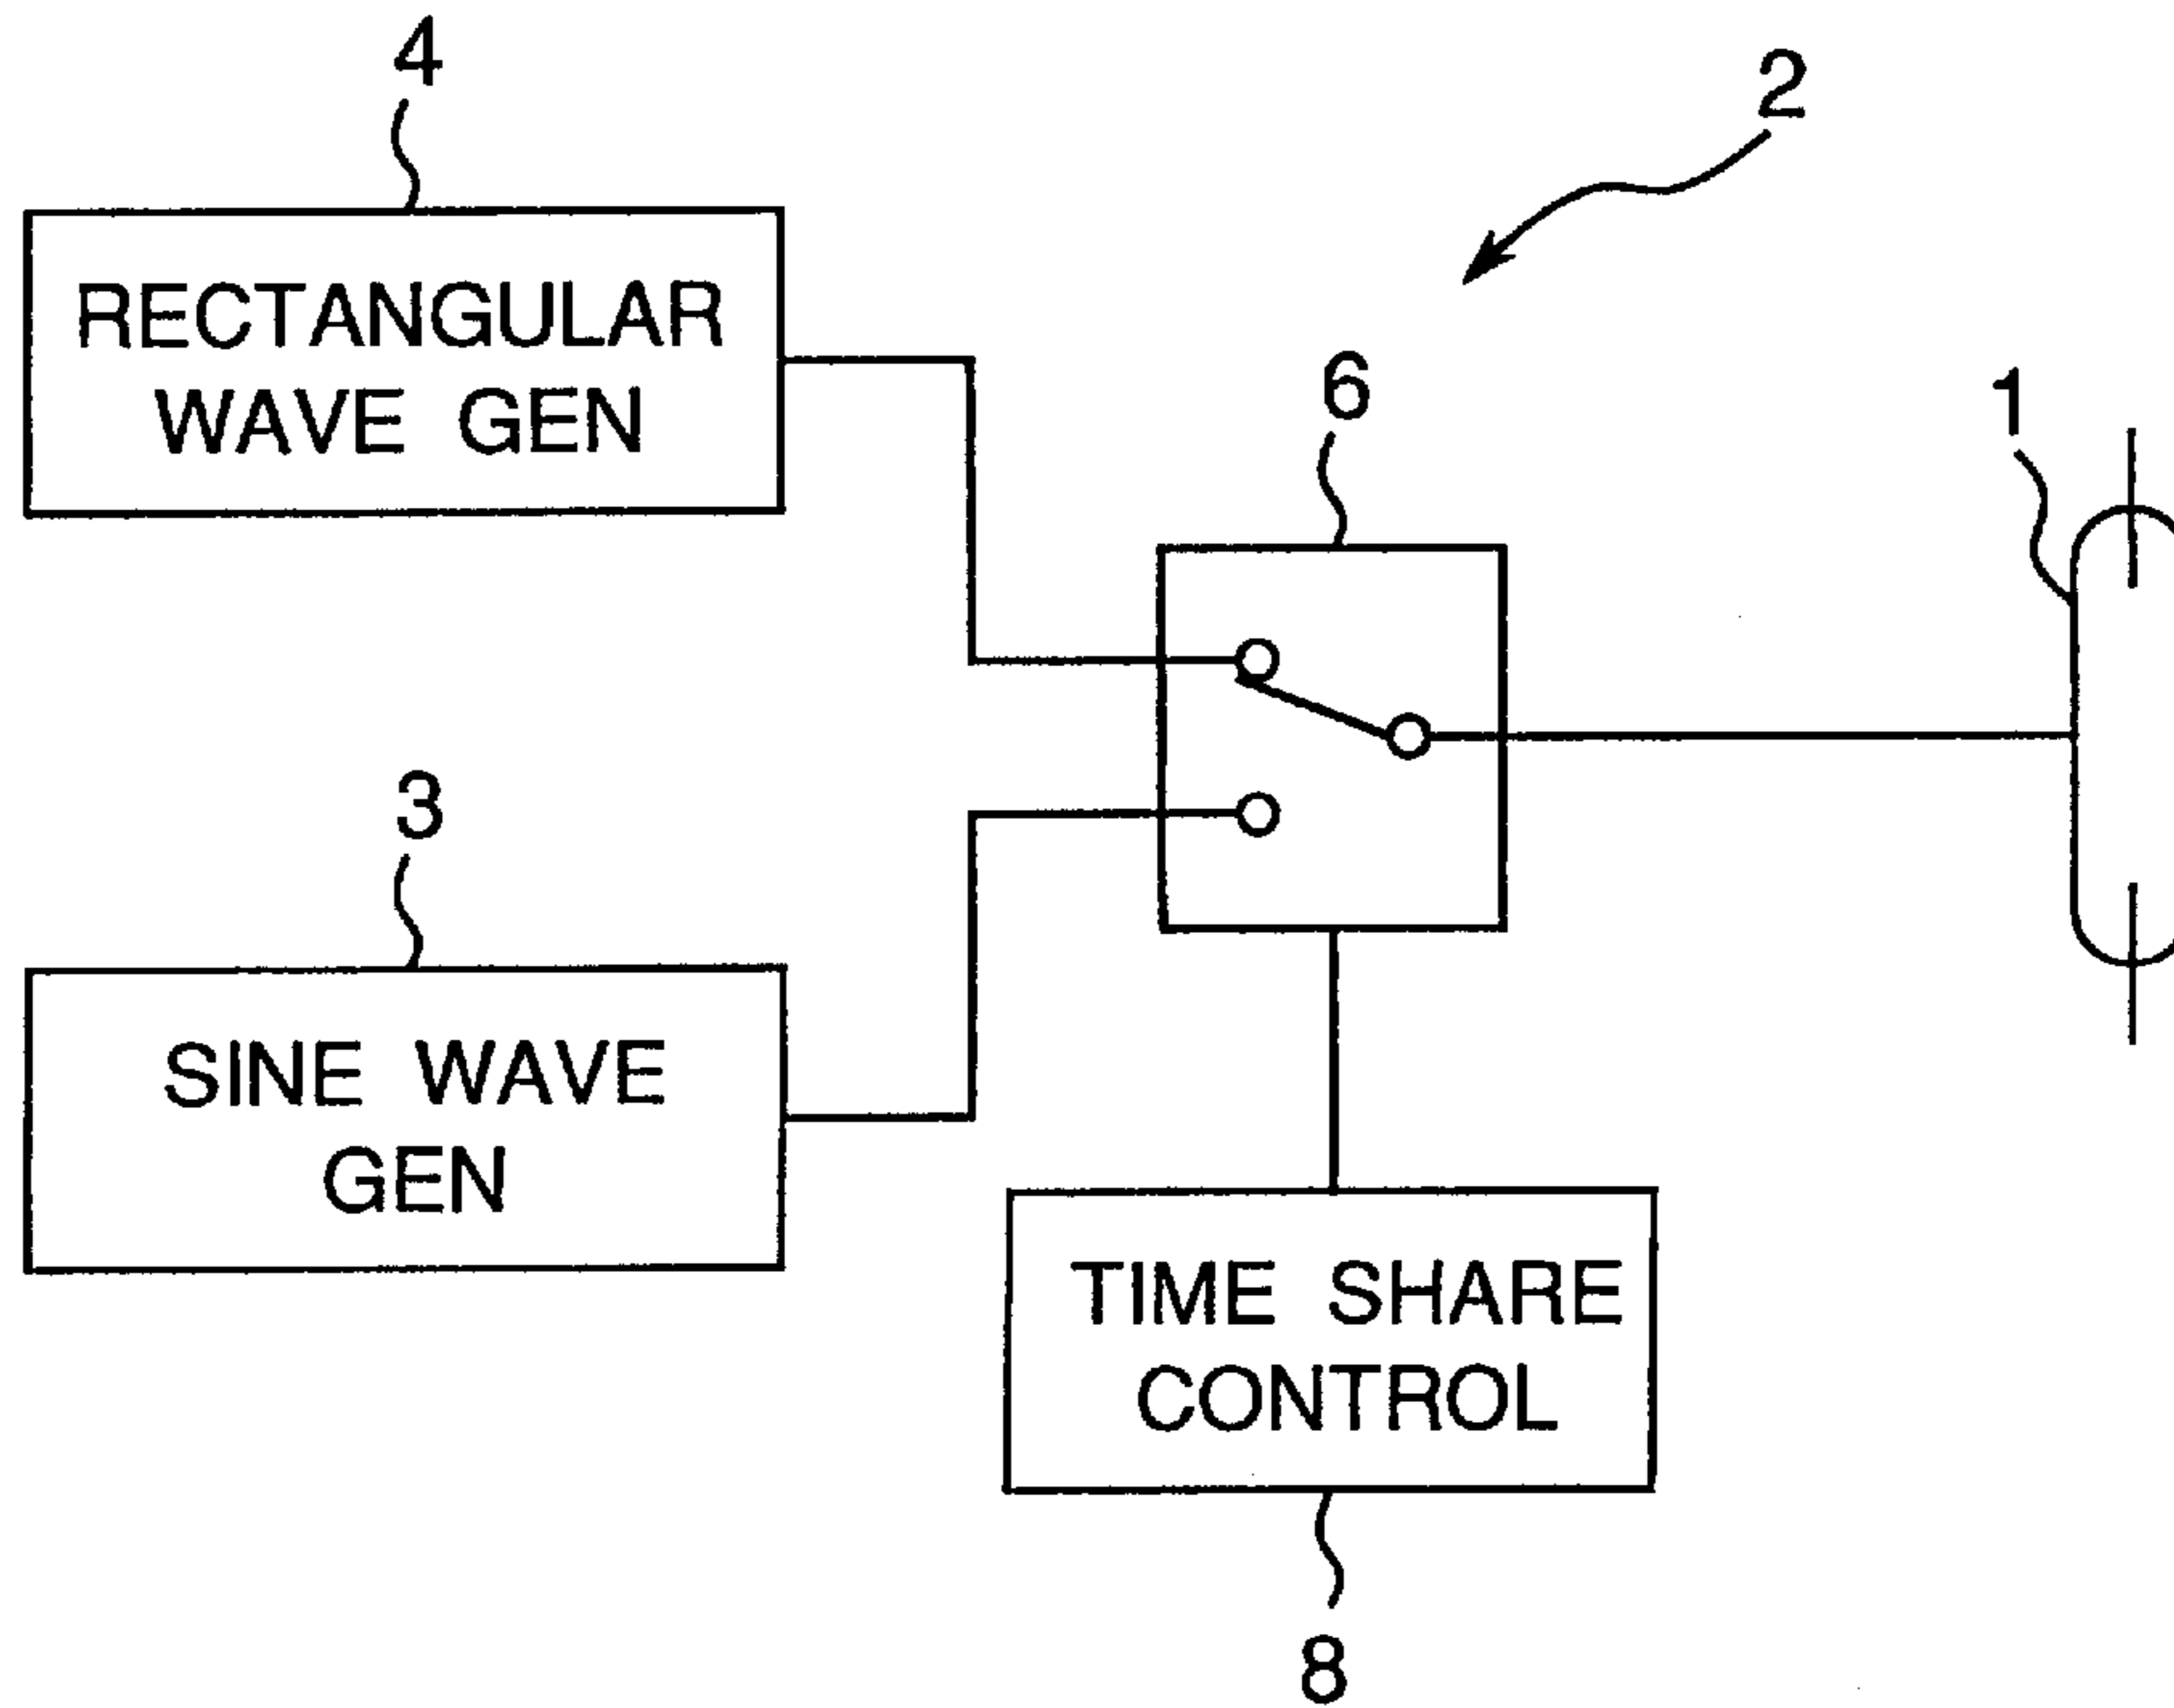 4
2
RECTANGULAR
WAVE GEN
6
1
3
SINE WAVE
GEN
TIME SHARE
CONTROL
8